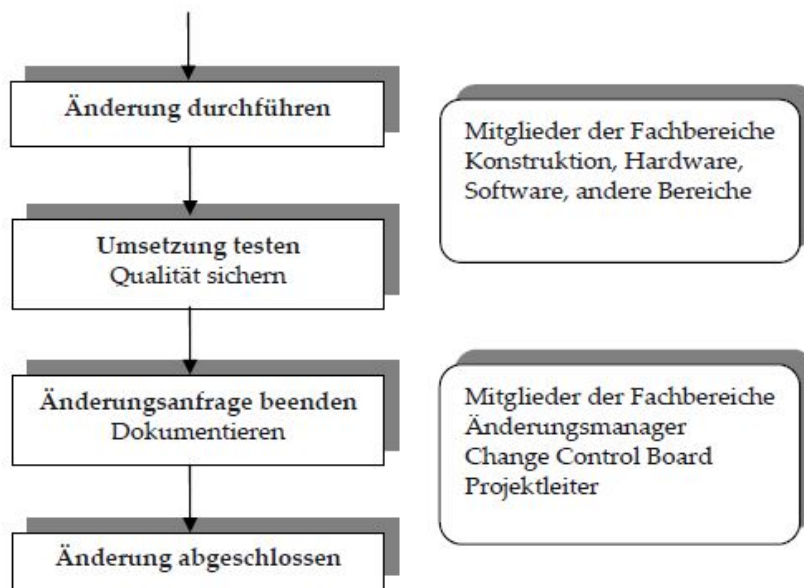 Änderung durchführen
Mitglieder der Fachbereiche
Konstruktion, Hardware,
Software, andere Bereiche
Umsetzung testen
Qualität sichern
Änderungsanfrage beenden
Dokumentieren
Mitglieder der Fachbereiche
Änderungsmanager
Change Control Board
Projektleiter
Änderung abgeschlossen